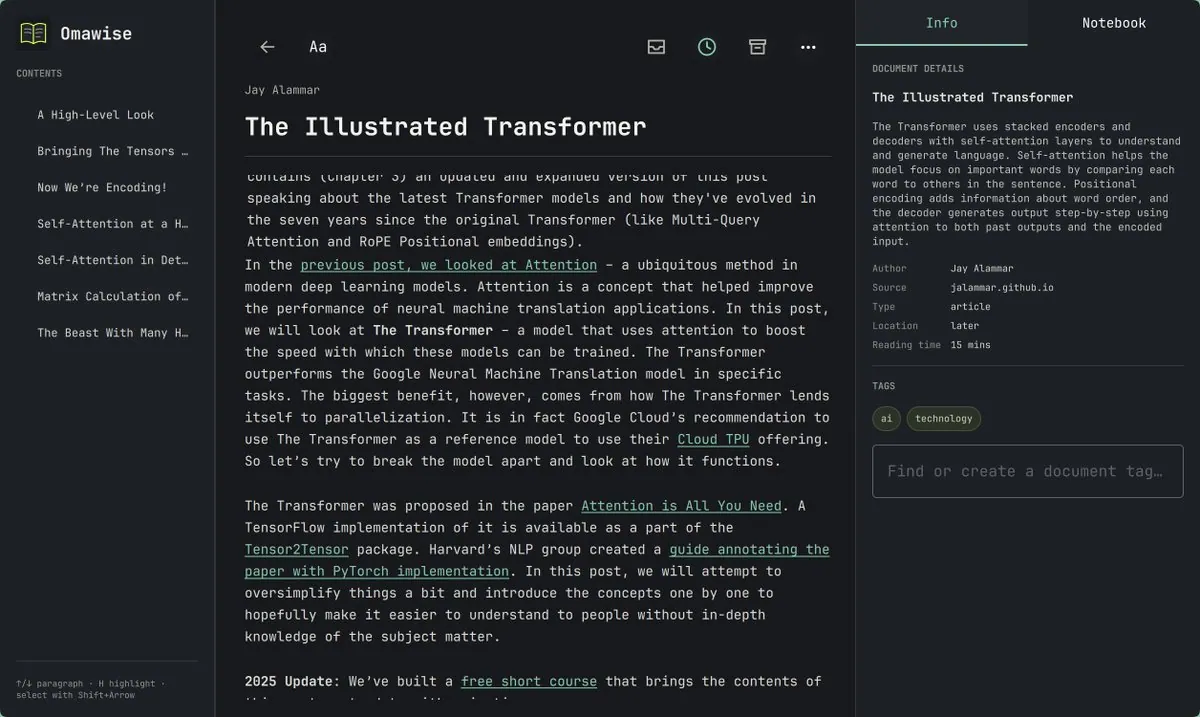 Omawise
CONTENTS
A High-Level Look
Bringing The Tensors …
Now We’re Encoding!
Self-Attention at a H…
Self-Attention in Det…
Matrix Calculation of…
The Beast With Many H…
↑/↓ paragraph · H highlight ·
select with Shift+Arrow
Aa
Jay Alammar
The Illustrated Transformer
contains (Chapter 3) an updated and expanded version of this post
speaking about the latest Transformer models and how they've evolved in
the seven years since the original Transformer (like Multi-Query
Attention and RoPE Positional embeddings).
In the previous post, we looked at Attention – a ubiquitous method in
modern deep learning models. Attention is a concept that helped improve
the performance of neural machine translation applications. In this post,
we will look at The Transformer – a model that uses attention to boost
the speed with which these models can be trained. The Transformer
outperforms the Google Neural Machine Translation model in specific
tasks. The biggest benefit, however, comes from how The Transformer lends
itself to parallelization. It is in fact Google Cloud’s recommendation to
use The Transformer as a reference model to use their Cloud TPU offering.
So let’s try to break the model apart and look at how it functions.
The Transformer was proposed in the paper Attention is All You Need. A
TensorFlow implementation of it is available as a part of the
Tensor2Tensor package. Harvard’s NLP group created a guide annotating the
paper with PyTorch implementation. In this post, we will attempt to
oversimplify things a bit and introduce the concepts one by one to
hopefully make it easier to understand to people without in-depth
knowledge of the subject matter.
2025 Update: We’ve built a free short course that brings the contents of
Info
Notebook
DOCUMENT DETAILS
The Illustrated Transformer
The Transformer uses stacked encoders and
decoders with self-attention layers to understand
and generate language. Self-attention helps the
model focus on important words by comparing each
word to others in the sentence. Positional
encoding adds information about word order, and
the decoder generates output step-by-step using
attention to both past outputs and the encoded
input.
Author Jay Alammar
Source jalammar.github.io
Type article
Location later
Reading time 15 mins
TAGS
ai
technology
Find or create a document tag…